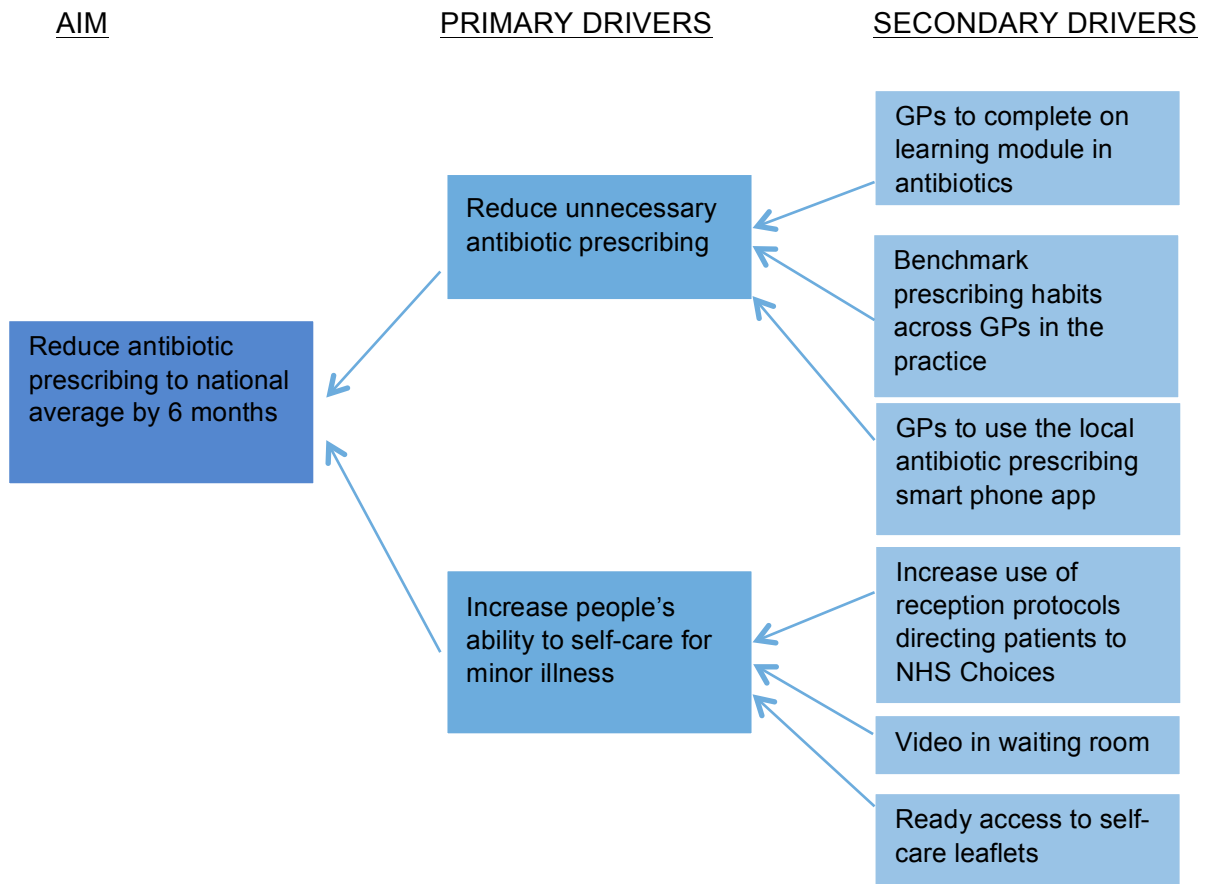 AIM
PRIMARY DRIVERS
SECONDARY DRIVERS
Reduce antibiotic
prescribing to national
average by 6 months
Reduce unnecessary
antibiotic prescribing
Increase people’s
ability to self-care for
minor illness
GPs to complete on
learning module in
antibiotics
Benchmark
prescribing habits
across GPs in the
practice
GPs to use the local
antibiotic prescribing
smart phone app
Increase use of
reception protocols
directing patients to
NHS Choices
Video in waiting room
Ready access to self-
care leaflets